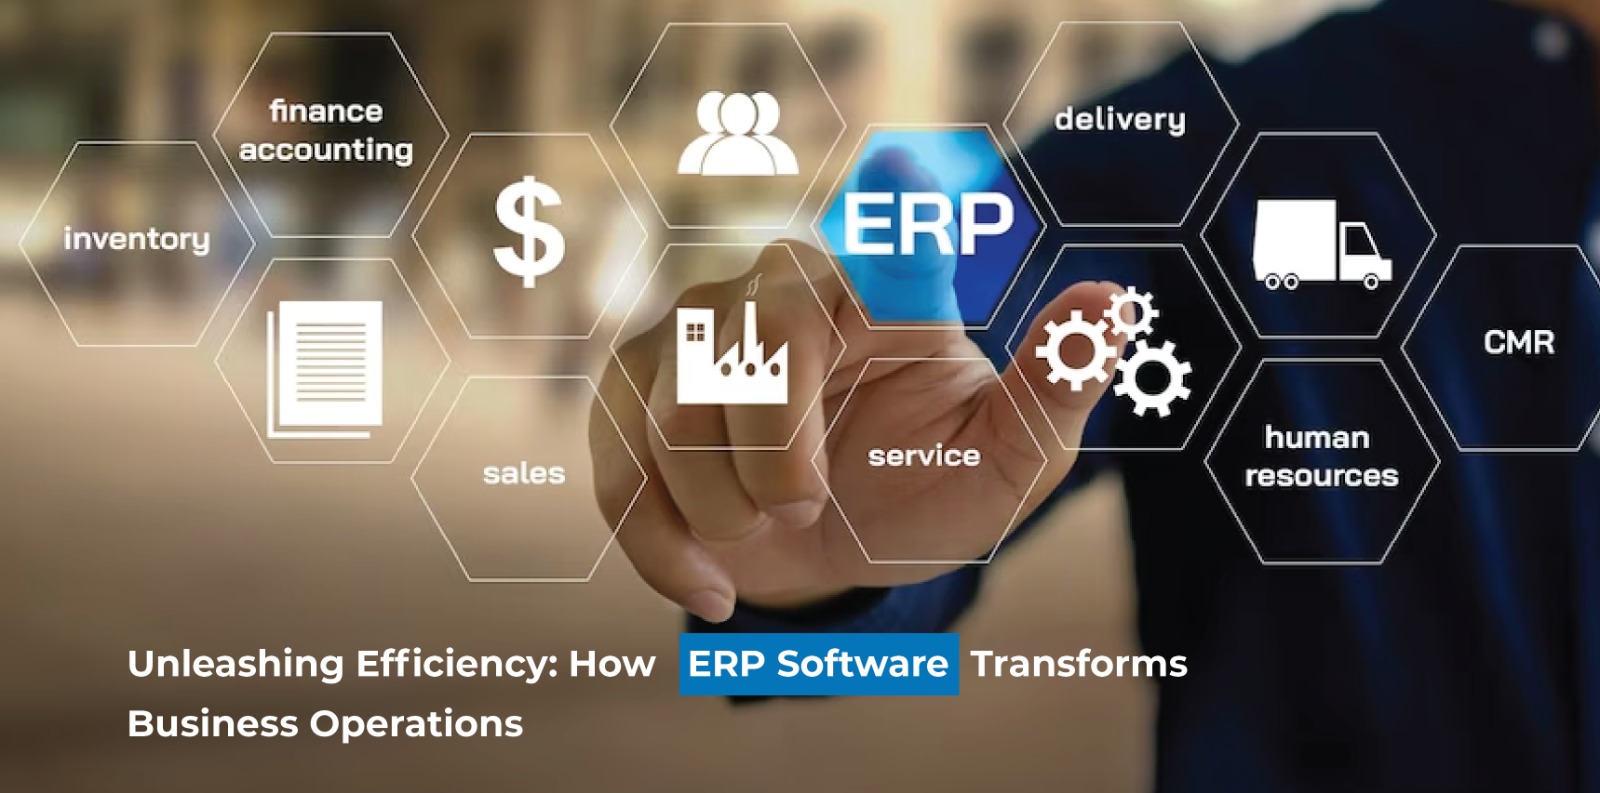 finance
accounting
delivery
ERP
inventory
CMR
sales
service
human
resources
Unleashing Efficiency: How ERP Software Transforms
Business Operations